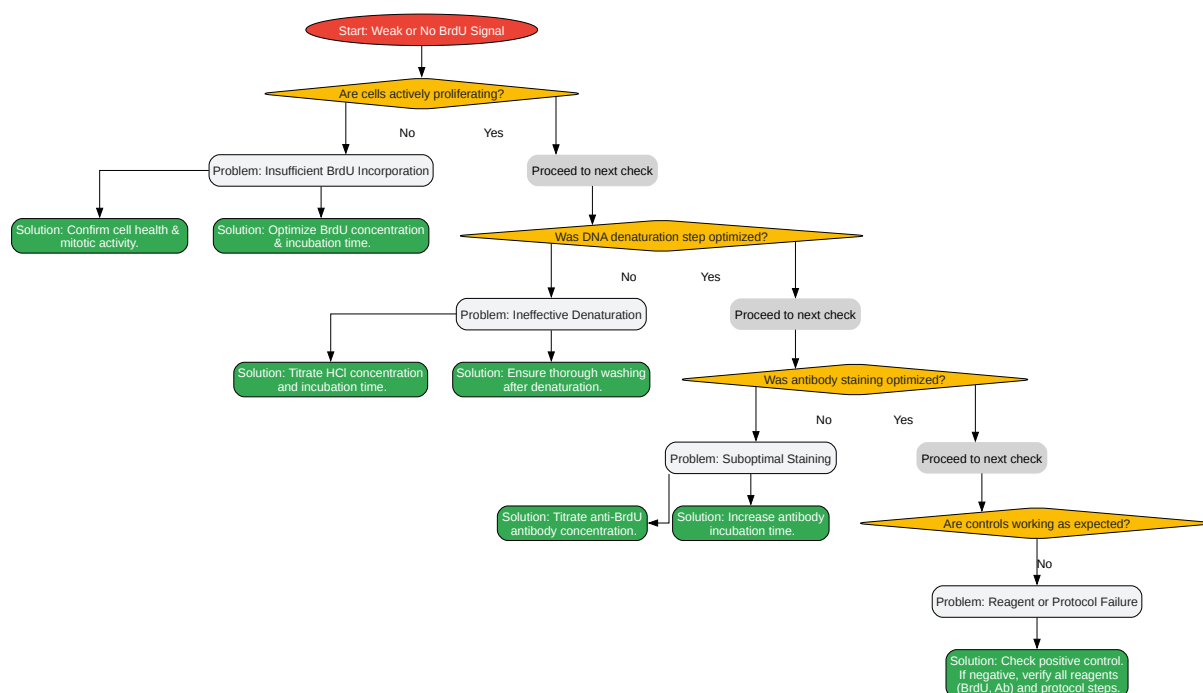 Start: Weak or No BrdU Signal
Are cells actively proliferating?
No
Yes
Problem: Insufficient BrdU Incorporation
Proceed to next check
Solution: Confirm cell health &
mitotic activity.
Solution: Optimize BrdU concentration
& incubation time.
Was DNA denaturation step optimized?
No
Yes
Problem: Ineffective Denaturation
Proceed to next check
Solution: Titrate HCl concentration
and incubation time.
Solution: Ensure thorough washing
after denaturation.
Was antibody staining optimized?
No
Yes
Problem: Suboptimal Staining
Proceed to next check
Solution: Titrate anti-BrdU
antibody concentration.
Solution: Increase antibody
incubation time.
Are controls working as expected?
No
Problem: Reagent or Protocol Failure
Solution: Check positive control.
If negative, verify all reagents
(BrdU, Ab) and protocol steps.